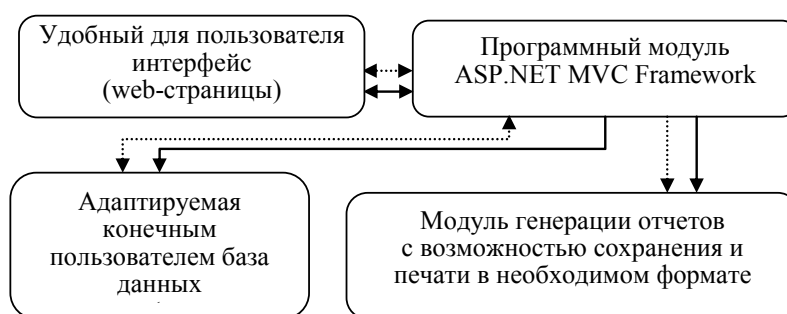 Удобный для пользователя
интерфейс
(web-страницы)
Программный модуль
ASP.NET MVC Framework
Адаптируемая
конечным
пользователем база
данных
Модуль генерации отчетов
с возможностью сохранения и
печати в необходимом формате